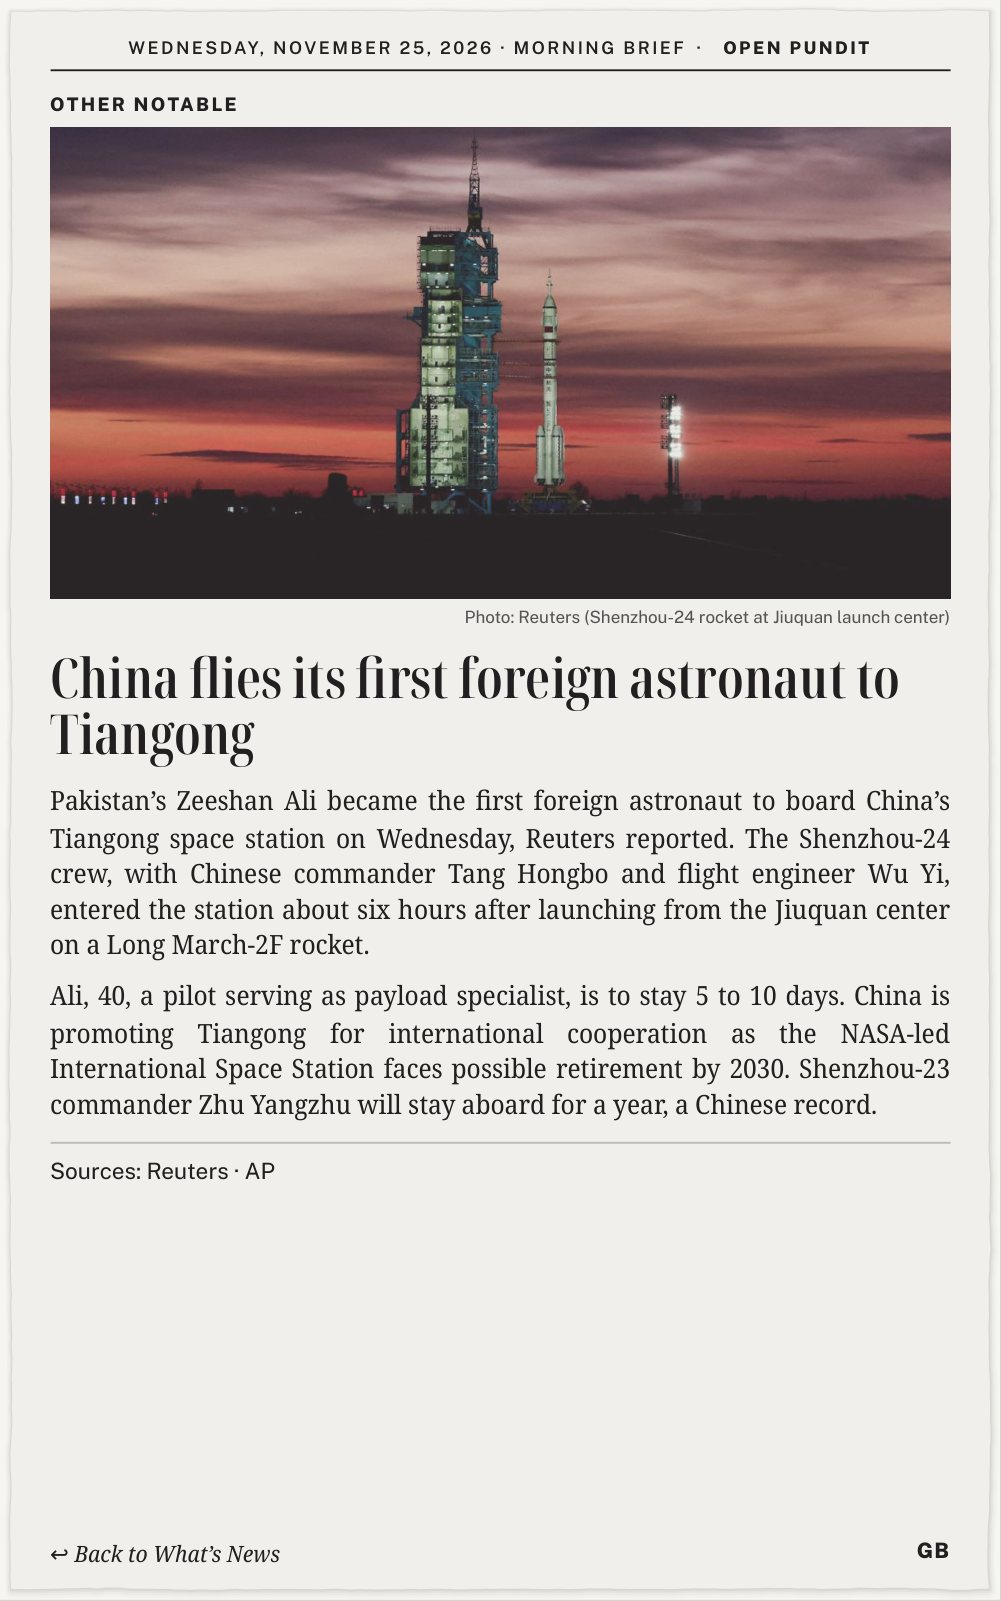 WEDNESDAY, NOVEMBER 25, 2026 · MORNING BRIEF · OPEN PUNDIT
OTHER NOTABLE
Photo: Reuters (Shenzhou-24 rocket at Jiuquan launch center)
China flies its first foreign astronaut to
Tiangong
Pakistan’s Zeeshan Ali became the first foreign astronaut to board China’s
Tiangong space station on Wednesday, Reuters reported. The Shenzhou-24
crew, with Chinese commander Tang Hongbo and flight engineer Wu Yi,
entered the station about six hours after launching from the Jiuquan center
on a Long March-2F rocket.
Ali, 40, a pilot serving as payload specialist, is to stay 5 to 10 days. China is
promoting Tiangong for international cooperation as the NASA-led
International Space Station faces possible retirement by 2030. Shenzhou-23
commander Zhu Yangzhu will stay aboard for a year, a Chinese record.
Sources: Reuters · AP
↩ Back to What’s News
GB